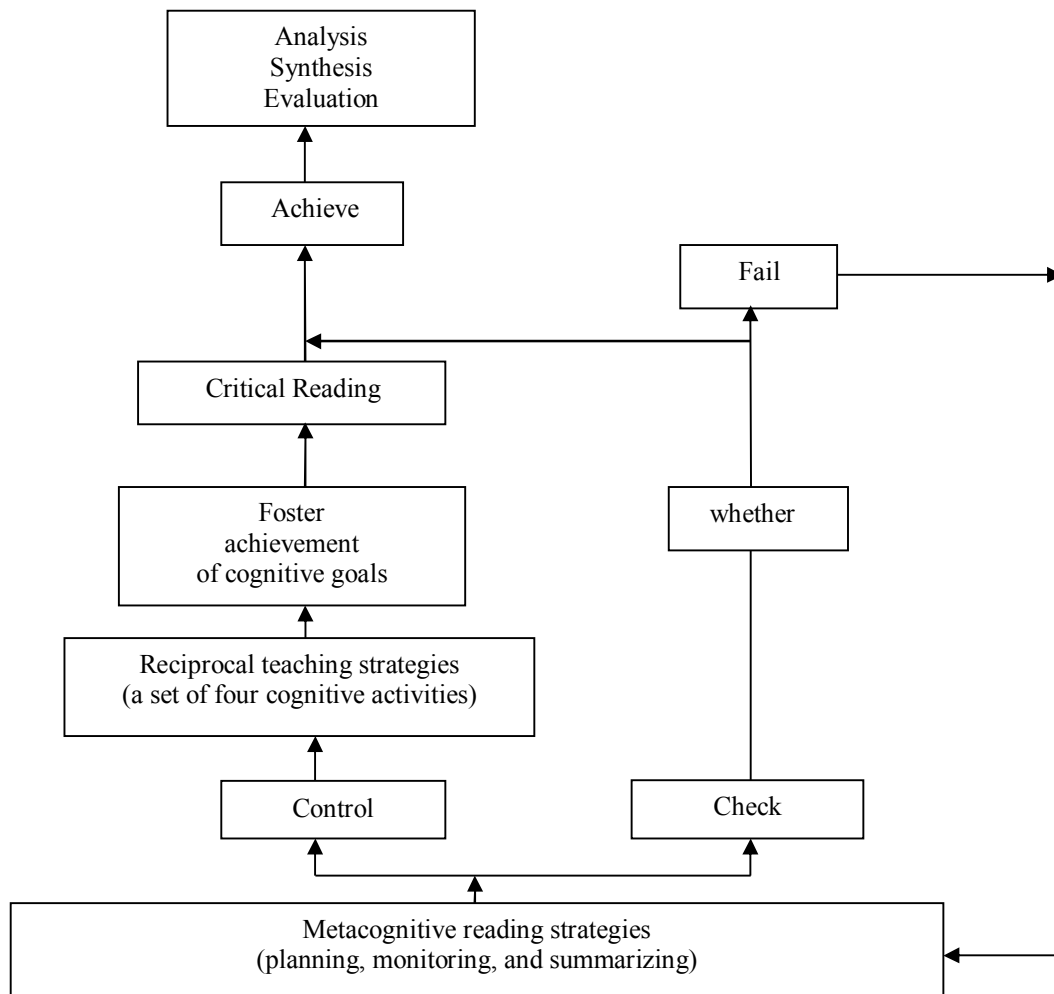 Analysis
Synthesis
Evaluation
Achieve
Fail
Critical Reading
Foster
achievement
of cognitive goals
whether
Reciprocal teaching strategies
(a set of four cognitive activities)
Control
Check
Metacognitive reading strategies
(planning, monitoring, and summarizing)